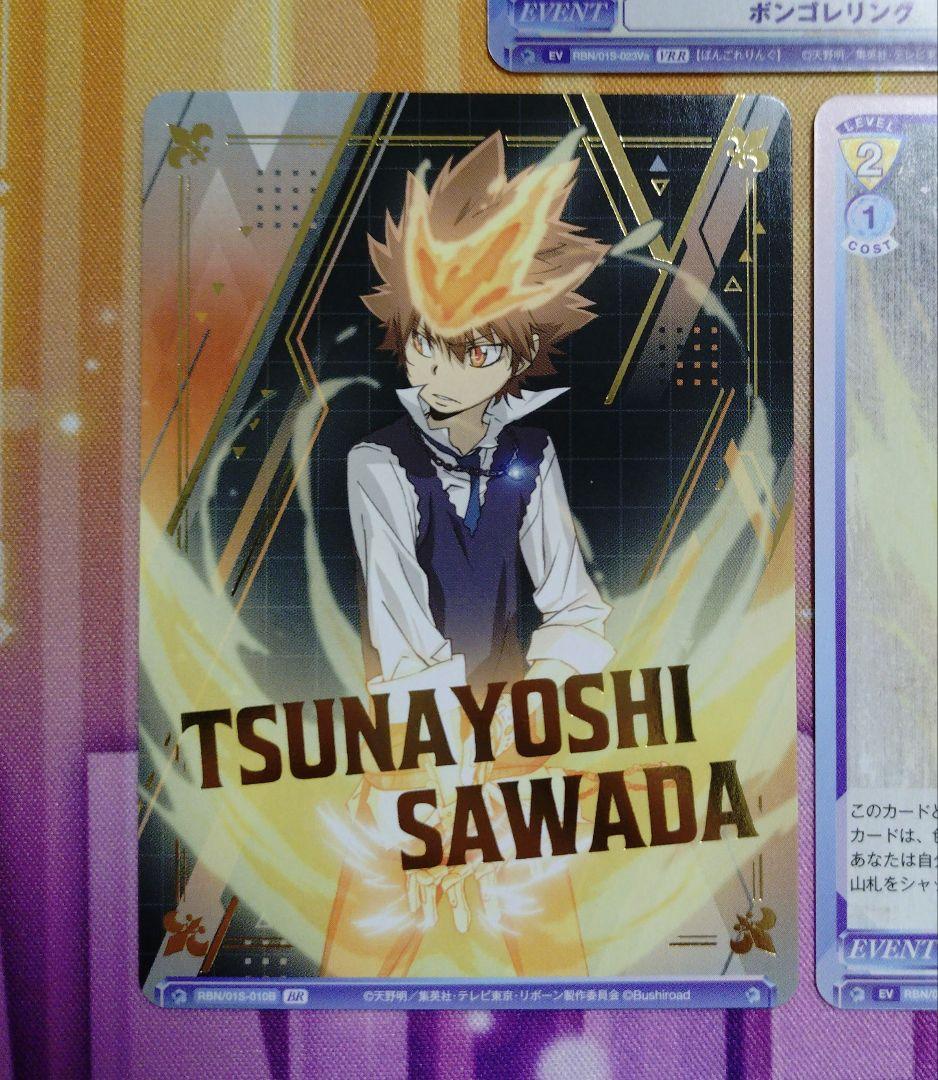 EVENT
ボンゴレリング
EV RBN/01S-023Va VRR 【ぼんごれりんぐ】 ©天野明／集英社・テレビ
LEVEL
2
1
COST
TSUNAYOSHI
SAWADA
このカードと
カードは、
あなたは自分
山札をシャッ
EVENT
RBN/01S-010B BR ©天野明／集英社・テレビ東京・リボーン製作委員会 ©Bushiroad
EV RBN/0